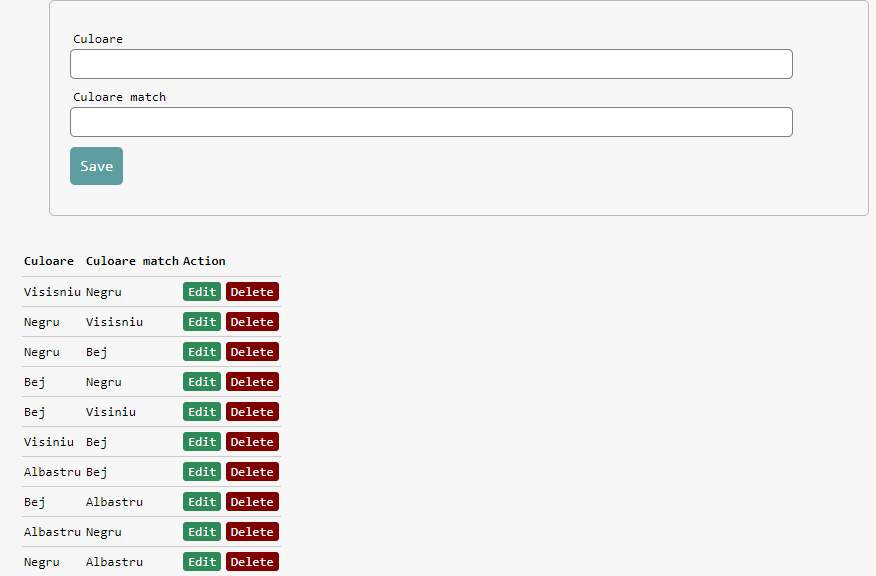 Culoare
Culoare match
Save
Culoare Culoare match Action
Visisniu Negru Edit Delete
Negru Visisniu Edit Delete
Negru Bej Edit Delete
Bej Negru Edit Delete
Bej Visiniu Edit Delete
Visiniu Bej Edit Delete
Albastru Bej Edit Delete
Bej Albastru Edit Delete
Albastru Negru Edit Delete
Negru Albastru Edit Delete